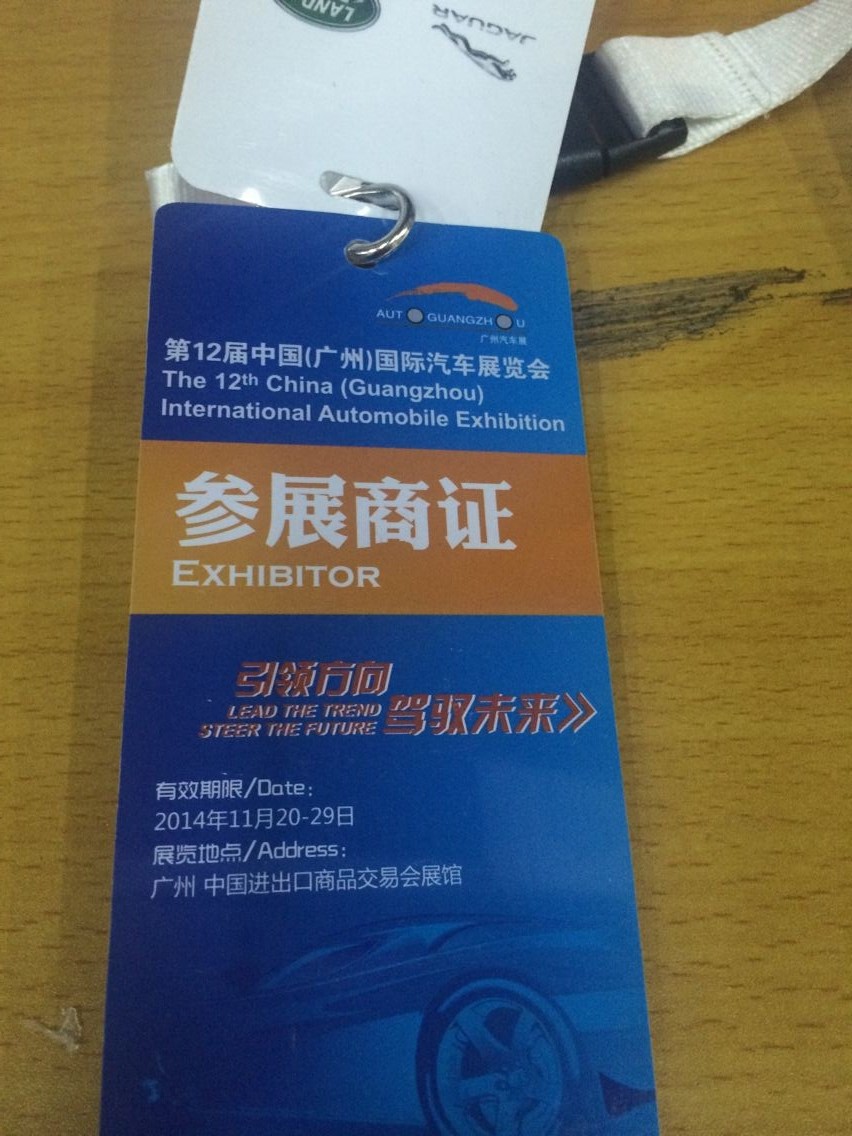 LAND
JAGUAR
AUTO GUANGZHOU
广州汽车展
第12届中国(广州)国际汽车展览会
The 12th China (Guangzhou)
International Automobile Exhibition
参展商证
EXHIBITOR
引领方向
LEAD THE TREND
STEER THE FUTURE
驾驭未来
有效期限/Date:
2014年11月20-29日
展览地点/Address:
广州 中国进出口商品交易会展馆